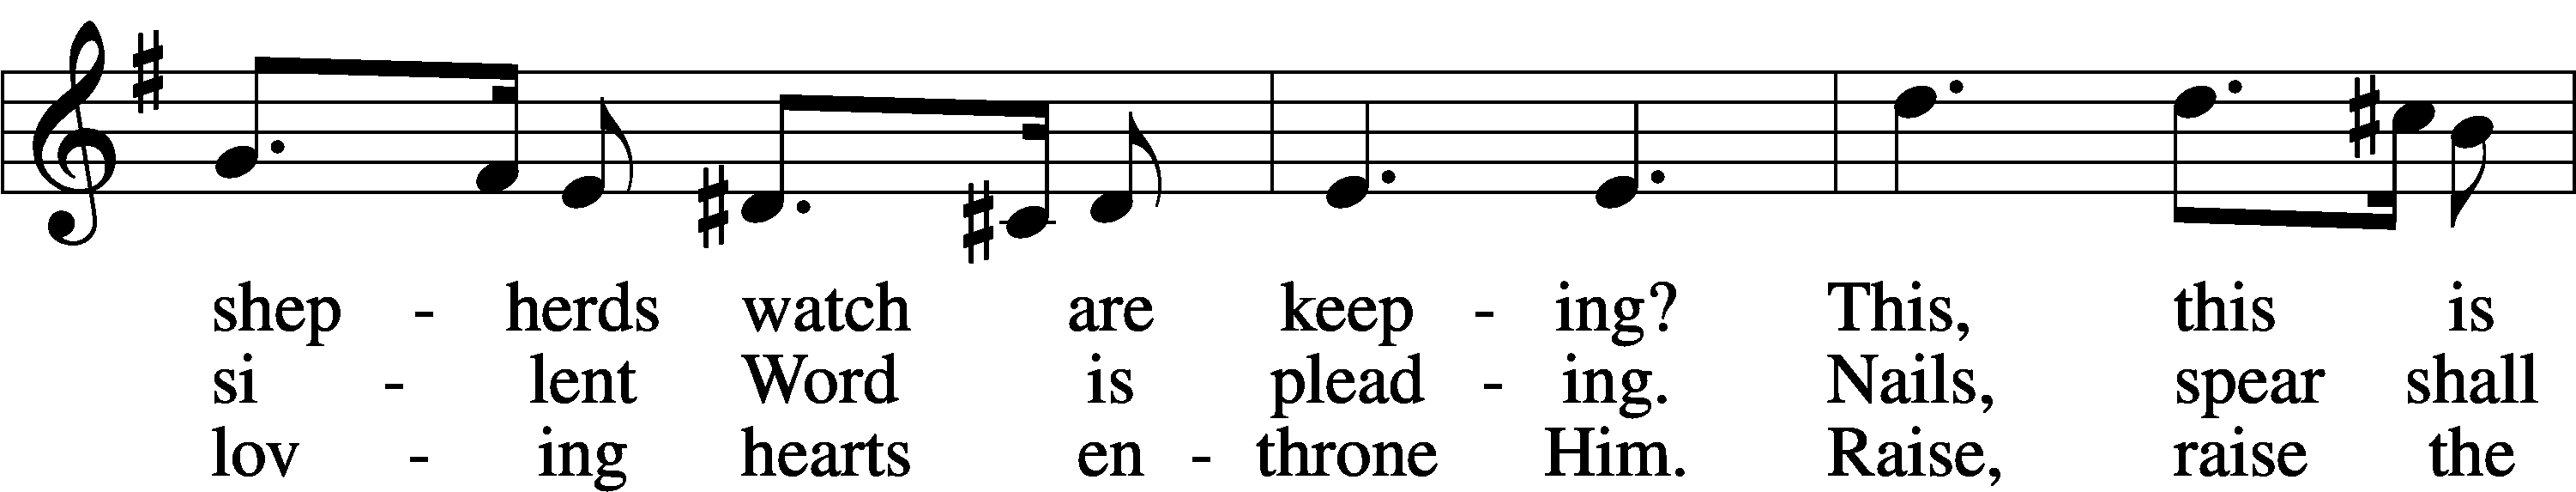 shep - herds watch are keep - ing? This, this is
si - lent Word is plead - ing. Nails, spear shall
lov - ing hearts en - throne Him. Raise, raise the